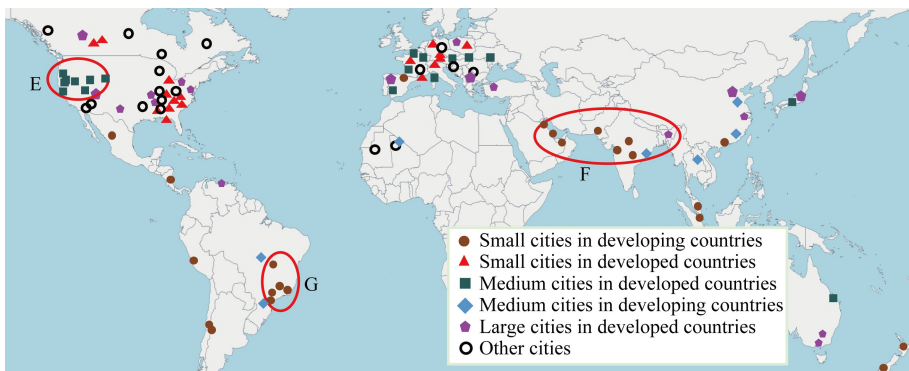 E
F
G
Small cities in developing countries
Small cities in developed countries
Medium cities in developed countries
Medium cities in developing countries
Large cities in developed countries
Other cities